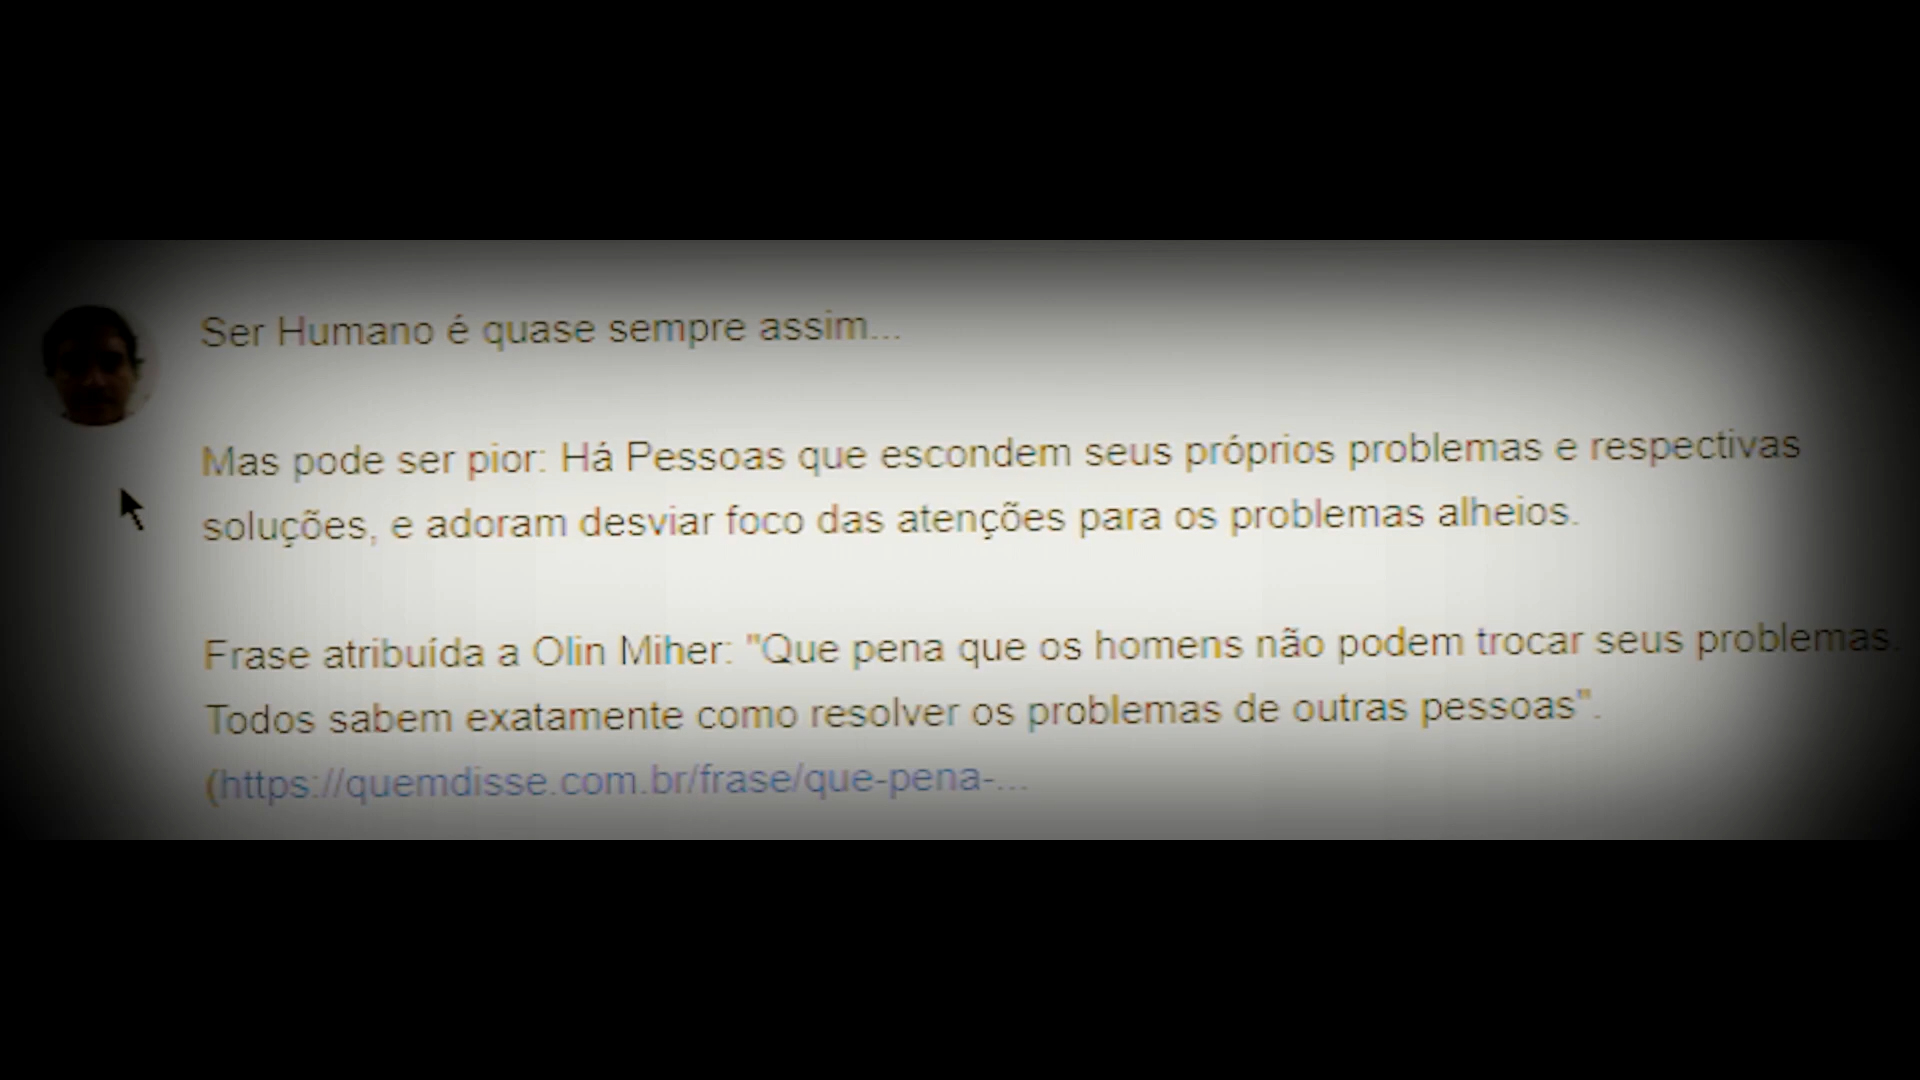 Ser Humano é quase sempre assim...
Mas pode ser pior: Há Pessoas que escondem seus próprios problemas e respectivas
soluções, e adoram desviar foco das atenções para os problemas alheios.
Frase atribuída a Olin Miher: "Que pena que os homens não podem trocar seus problemas.
Todos sabem exatamente como resolver os problemas de outras pessoas".
(https://quemdisse.com.br/frase/que-pena-...